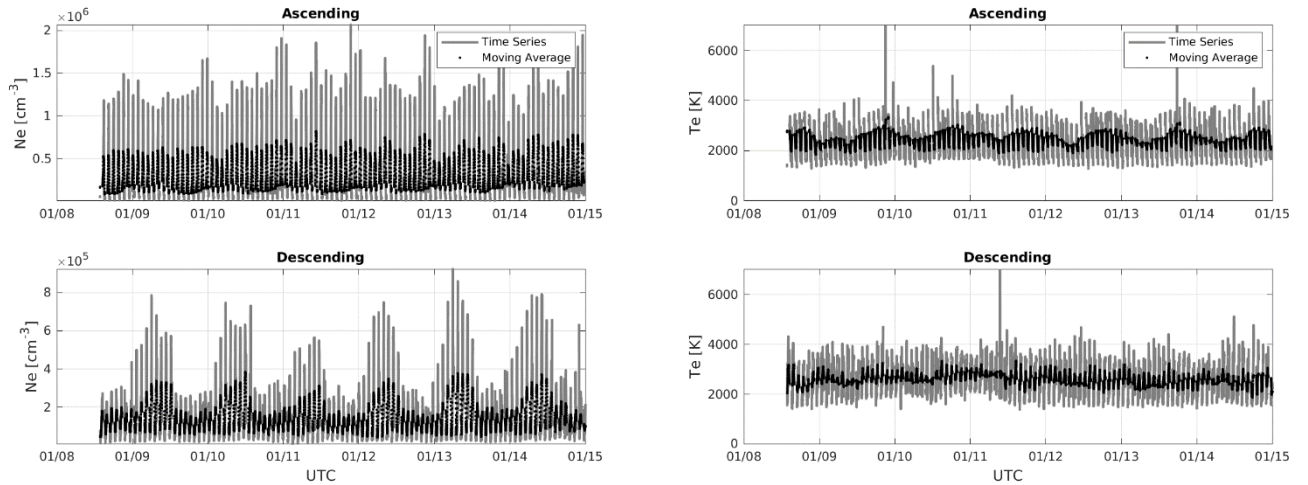 Ascending
×10^6
2
1.5
1
0.5
Ne [cm^-3]
Time Series
Moving Average
01/08 01/09 01/10 01/11 01/12 01/13 01/14 01/15
Ascending
6000
4000
2000
0
Te [K]
Time Series
Moving Average
01/08 01/09 01/10 01/11 01/12 01/13 01/14 01/15
Descending
×10^5
8
6
4
2
Ne [cm^-3]
01/08 01/09 01/10 01/11 01/12 01/13 01/14 01/15
UTC
Descending
6000
4000
2000
0
Te [K]
01/08 01/09 01/10 01/11 01/12 01/13 01/14 01/15
UTC